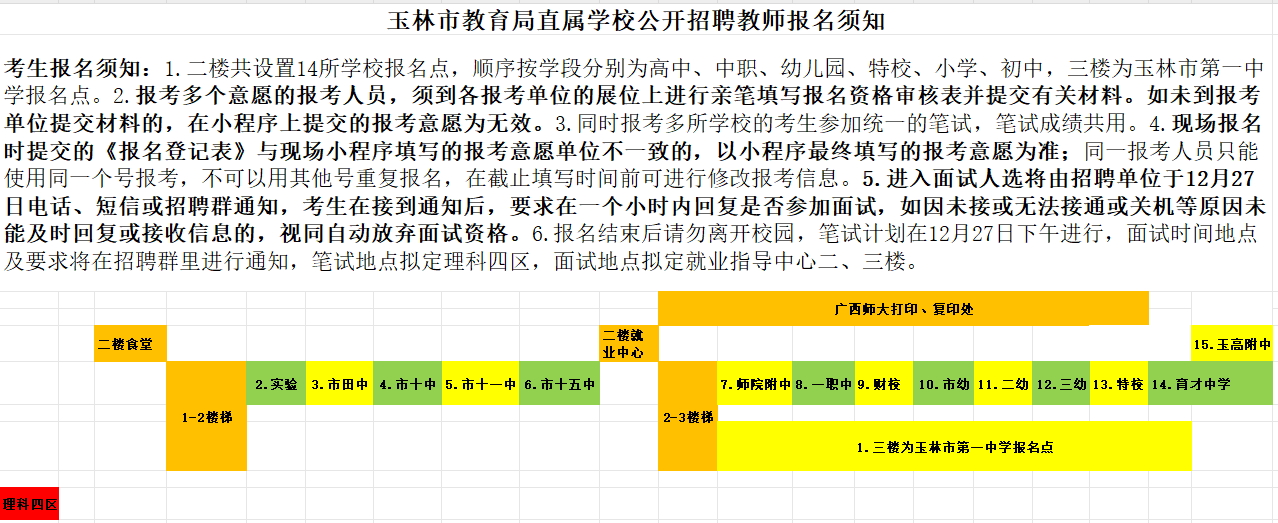 玉林市教育局直属学校公开招聘教师报名须知
考生报名须知：1.二楼共设置14所学校报名点，顺序按学段分别为高中、中职、幼儿园、特校、小学、初中，三楼为玉林市第一中
学报名点。2.报考多个意愿的报考人员，须到各报考单位的展位上进行亲笔填写报名资格审核表并提交有关材料。如未到报考
单位提交材料的，在小程序上提交的报考意愿为无效。3.同时报考多所学校的考生参加统一的笔试，笔试成绩共用。4.现场报名
时提交的《报名登记表》与现场小程序填写的报考意愿单位不一致的，以小程序最终填写的报考意愿为准；同一报考人员只能
使用同一个号报考，不可以用其他号重复报名，在截止填写时间前可进行修改报考信息。5.进入面试人选将由招聘单位于12月27
日电话、短信或招聘群通知，考生在接到通知后，要求在一个小时内回复是否参加面试，如因未接或无法接通或关机等原因未
能及时回复或接收信息的，视同自动放弃面试资格。6.报名结束后请勿离开校园，笔试计划在12月27日下午进行，面试时间地点
及要求将在招聘群里进行通知，笔试地点拟定理科四区，面试地点拟定就业指导中心二、三楼。
广西师大打印、复印处
二楼食堂
二楼就
业中心
15.玉高附中
1-2楼梯
2.实验
3.市田中
4.市十中
5.市十一中
6.市十五中
2-3楼梯
7.师院附中
8.一职中
9.财校
10.市幼
11.二幼
12.三幼
13.特校
14.育才中学
1.三楼为玉林市第一中学报名点
理科四区